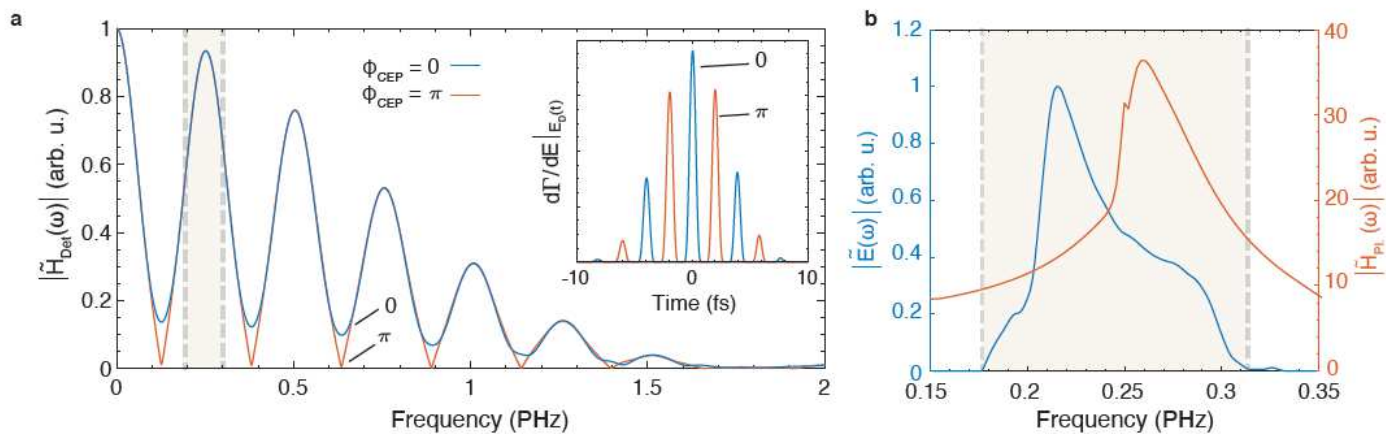 a
|H̃Det(ω)| (arb. u.)
1
0.8
0.6
0.4
0.2
0
0
0.5
1
1.5
2
Frequency (PHz)
ΦCEP = 0
ΦCEP = π
0
π
dΓ/dE|E_D(t)
0
π
-10
0
10
Time (fs)
b
|Ẽ(ω)| (arb. u.)
1.2
1
0.8
0.6
0.4
0.2
0
0.15
0.2
0.25
0.3
0.35
Frequency (PHz)
40
30
20
10
0
|H̃Pl. (ω)| (arb. u.)